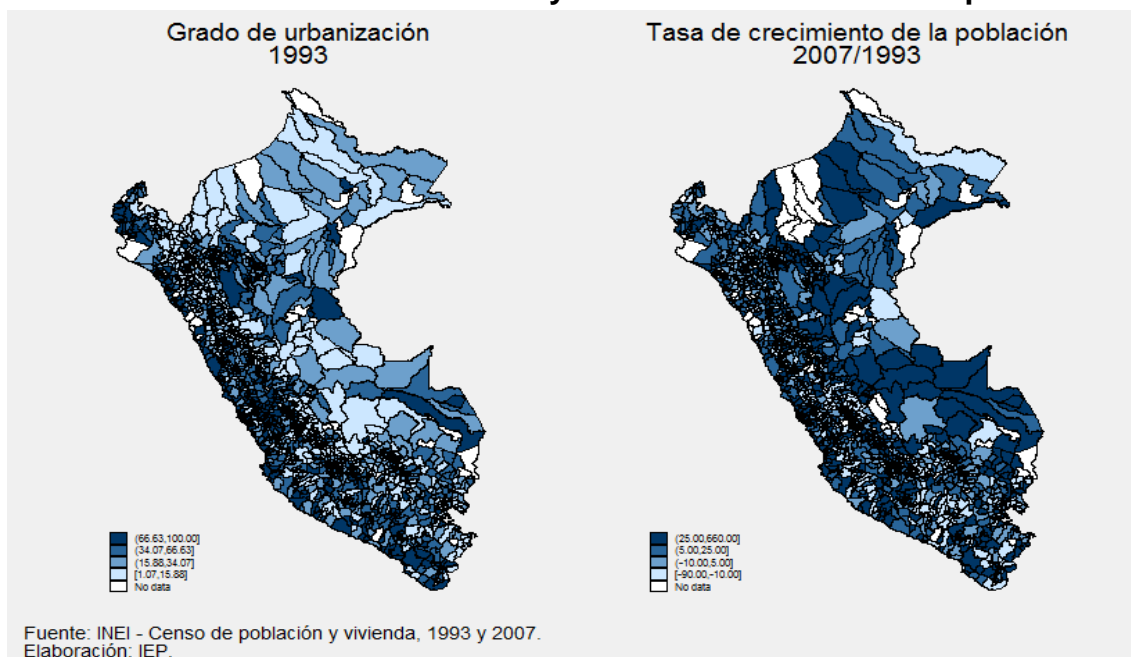 Grado de urbanización
1993
Tasa de crecimiento de la población
2007/1993
(66.63,100.00]
(34.07,66.63]
(15.88,34.07]
[1.07,15.88]
No data
(25.00,660.00]
(5.00,25.00]
(-10.00,5.00]
[-90.00,-10.00]
No data
Fuente: INEI - Censo de población y vivienda, 1993 y 2007.
Elaboración: IEP.